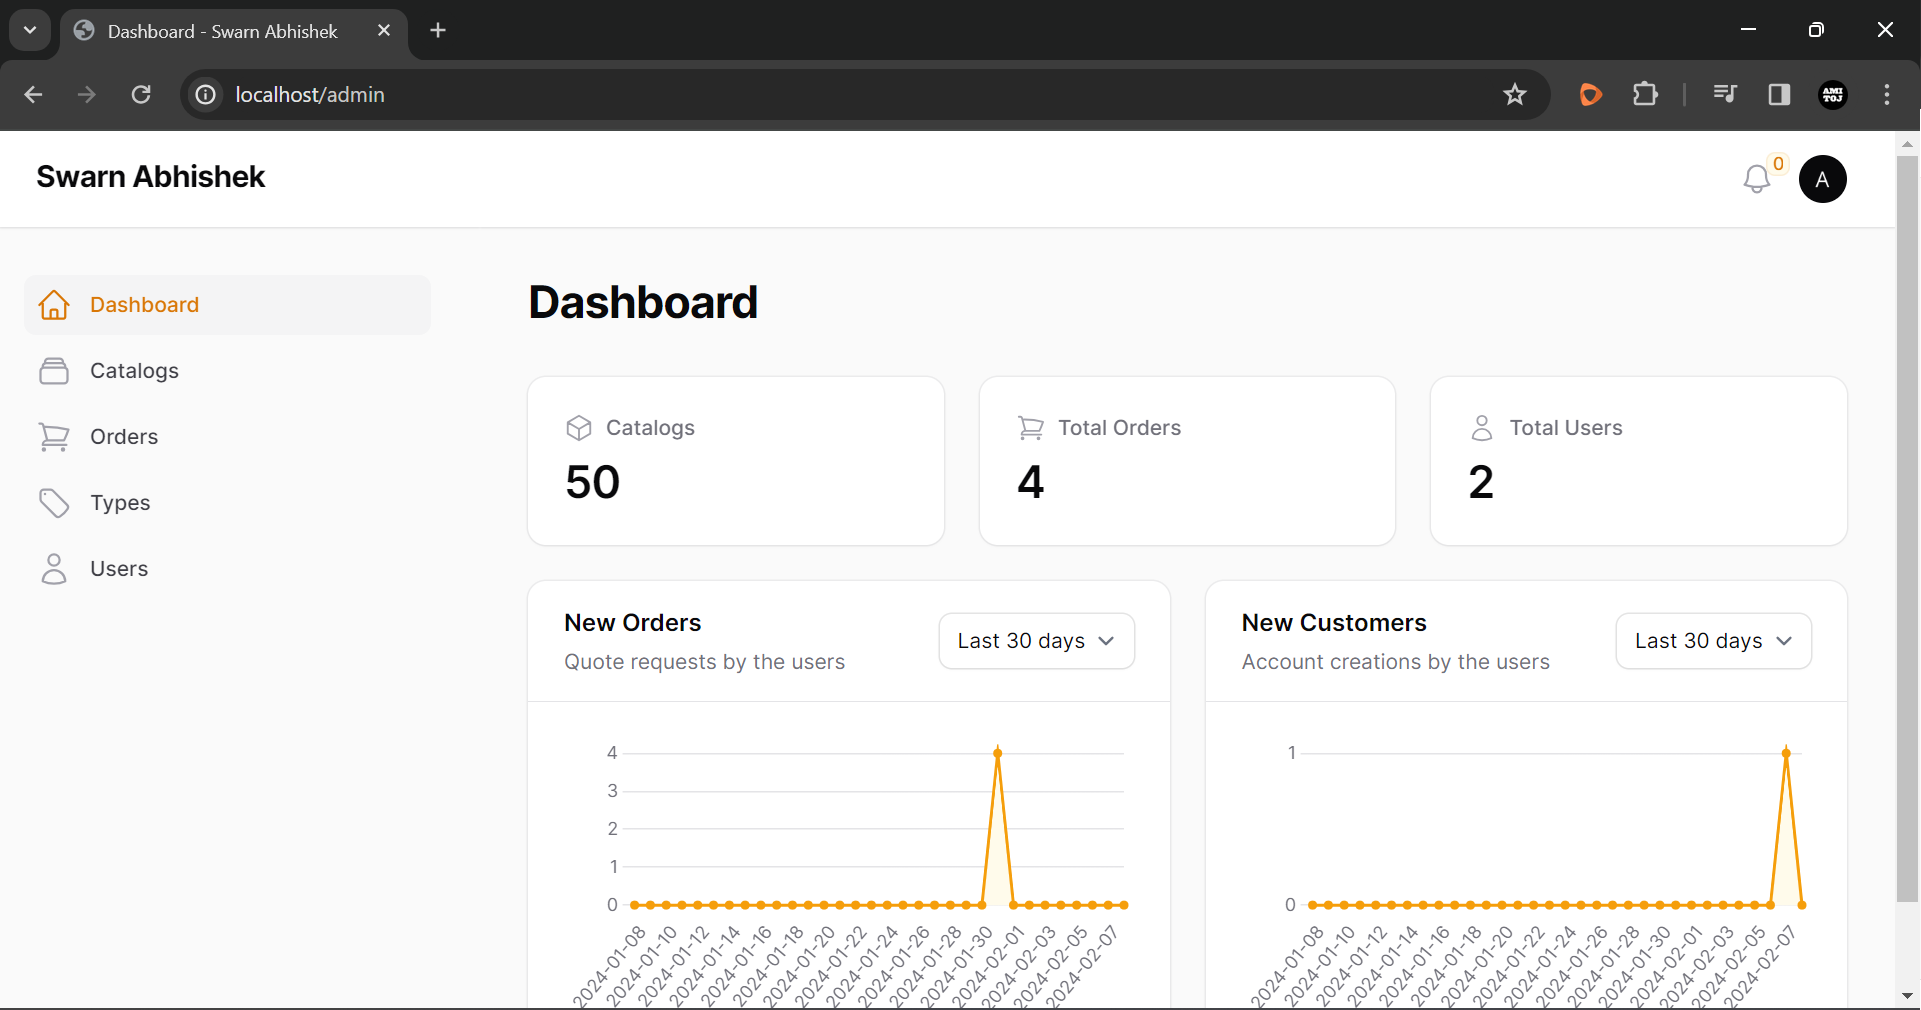 Dashboard - Swarn Abhishek
localhost/admin
AMI
TOJ
Swarn Abhishek
0
A
Dashboard
Catalogs
Orders
Types
Users
Dashboard
Catalogs
50
Total Orders
4
Total Users
2
New Orders
Quote requests by the users
Last 30 days
4
3
2
1
0
2024-01-08
2024-01-10
2024-01-12
2024-01-14
2024-01-16
2024-01-18
2024-01-20
2024-01-22
2024-01-24
2024-01-26
2024-01-28
2024-01-30
2024-02-01
2024-02-03
2024-02-05
2024-02-07
New Customers
Account creations by the users
Last 30 days
1
0
2024-01-08
2024-01-10
2024-01-12
2024-01-14
2024-01-16
2024-01-18
2024-01-20
2024-01-22
2024-01-24
2024-01-26
2024-01-28
2024-01-30
2024-02-01
2024-02-03
2024-02-05
2024-02-07